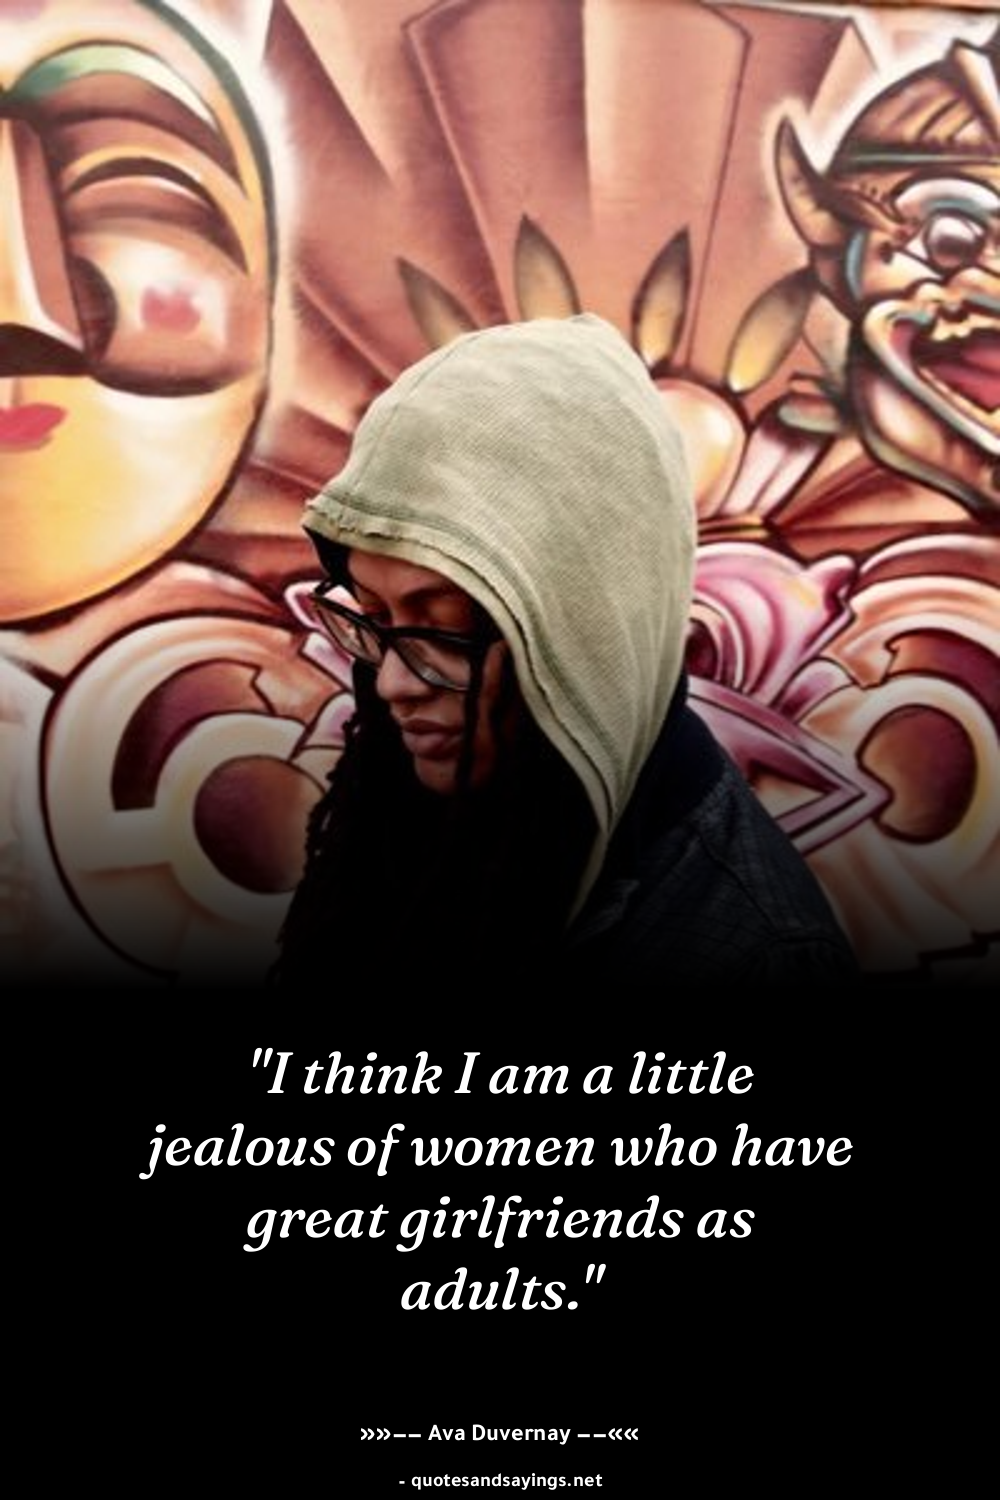 "I think I am a little
jealous of women who have
great girlfriends as
adults."
»»–– Ava Duvernay ––««
- quotesandsayings.net